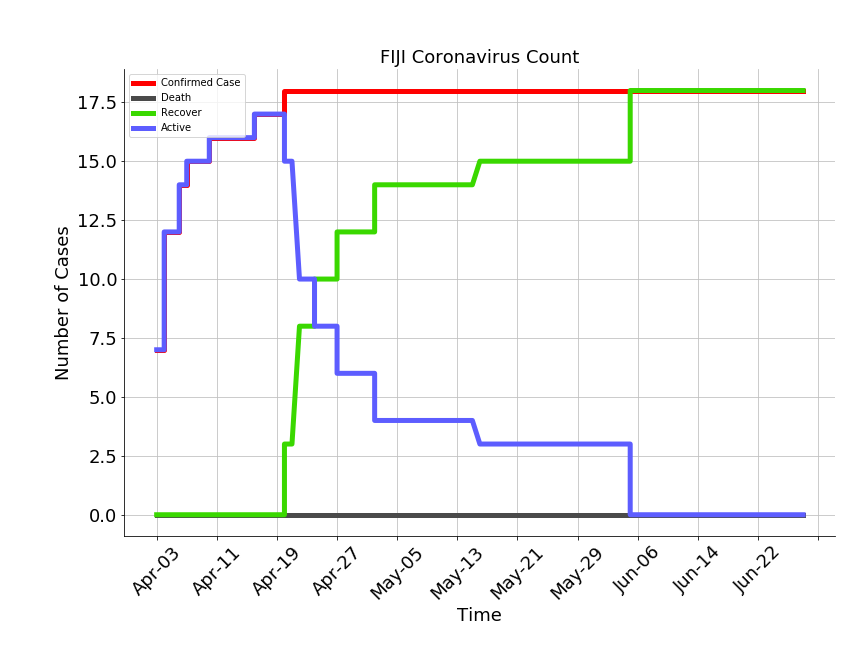 FIJI Coronavirus Count
Confirmed Case
Death
Recover
Active
17.5
15.0
12.5
10.0
7.5
5.0
2.5
0.0
Number of Cases
Apr-03
Apr-11
Apr-19
Apr-27
May-05
May-13
May-21
May-29
Jun-06
Jun-14
Jun-22
Time